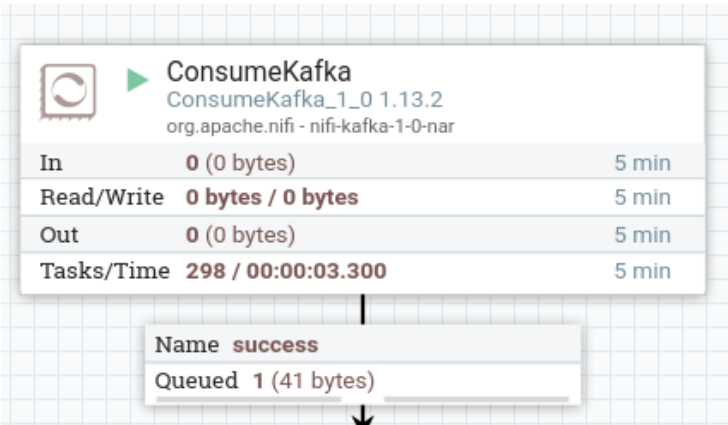 ConsumeKafka
ConsumeKafka_1_0 1.13.2
org.apache.nifi - nifi-kafka-1-0-nar
In 0 (0 bytes) 5 min
Read/Write 0 bytes / 0 bytes 5 min
Out 0 (0 bytes) 5 min
Tasks/Time 298 / 00:00:03.300 5 min
Name success
Queued 1 (41 bytes)